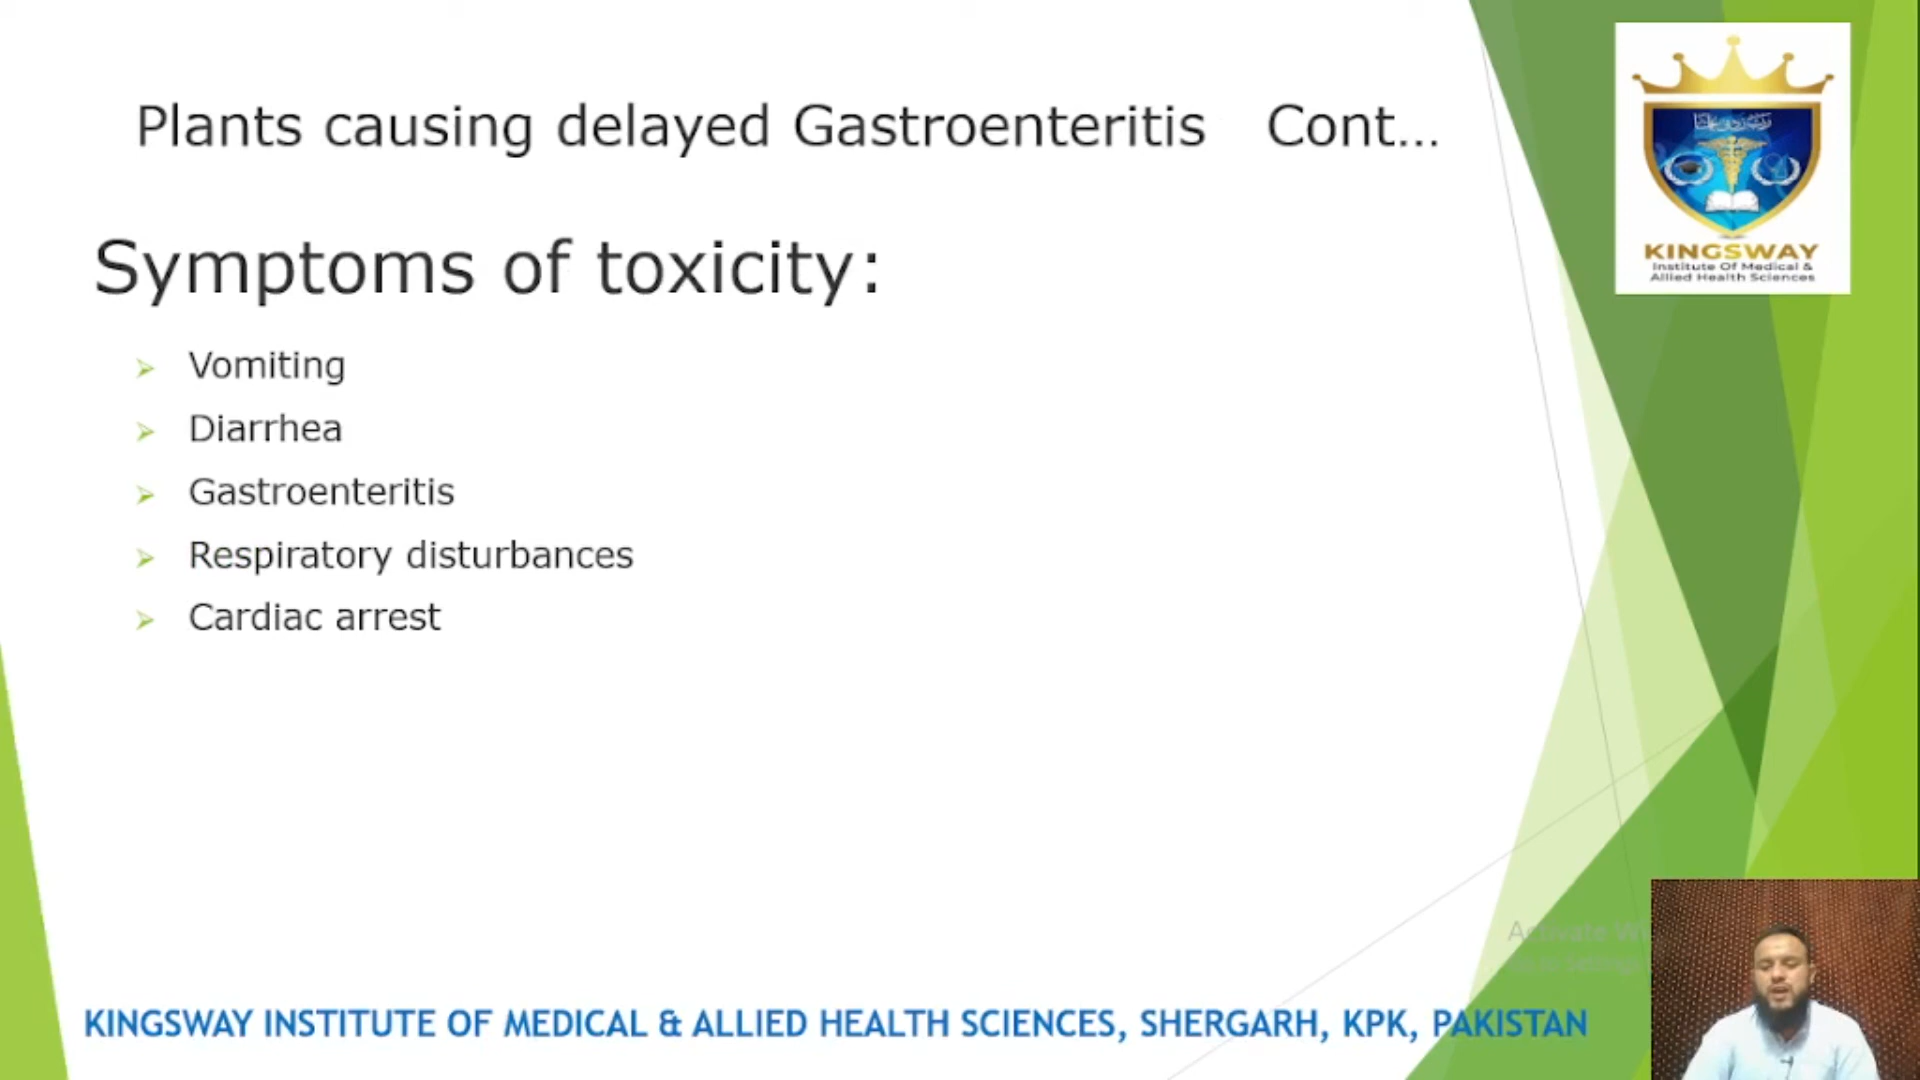 Plants causing delayed Gastroenteritis Cont...
Symptoms of toxicity:
Vomiting
Diarrhea
Gastroenteritis
Respiratory disturbances
Cardiac arrest
KINGSWAY
Institute Of Medical &
Allied Health Sciences
Activate
KINGSWAY INSTITUTE OF MEDICAL & ALLIED HEALTH SCIENCES, SHERGARH, KPK, PAKISTAN